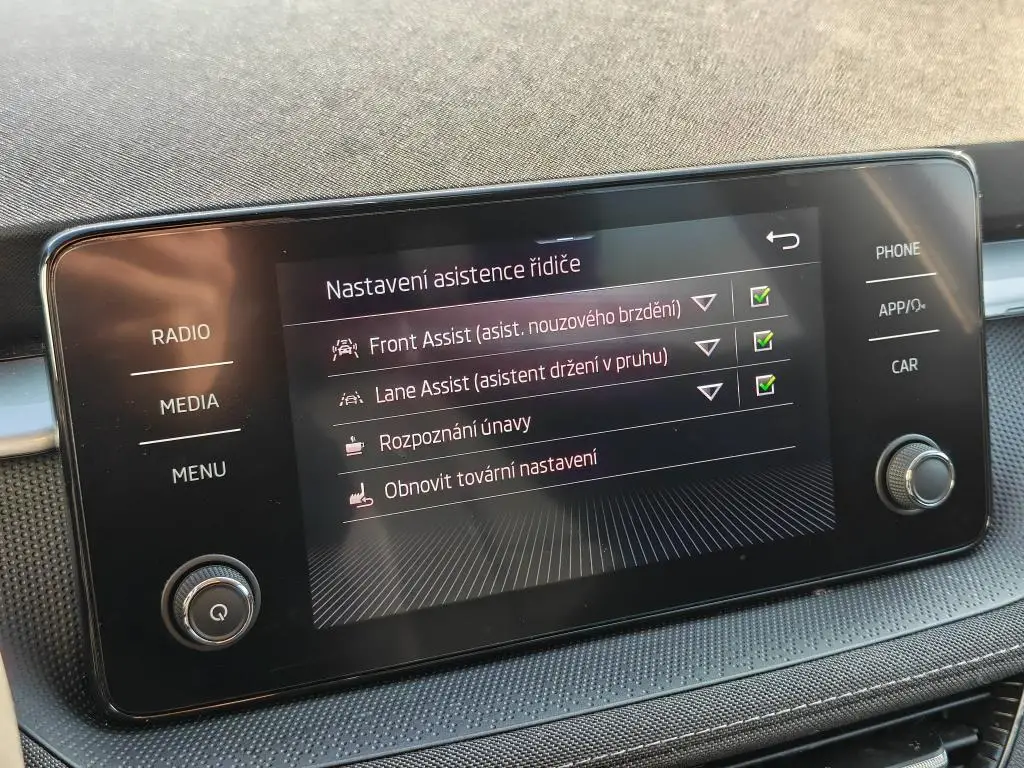 RADIO
MEDIA
MENU
Nastavení asistence řidiče
Front Assist (asist. nouzového brzdění)
Lane Assist (asistent držení v pruhu)
Rozpoznání únavy
Obnovit tovární nastavení
PHONE
APP/
CAR